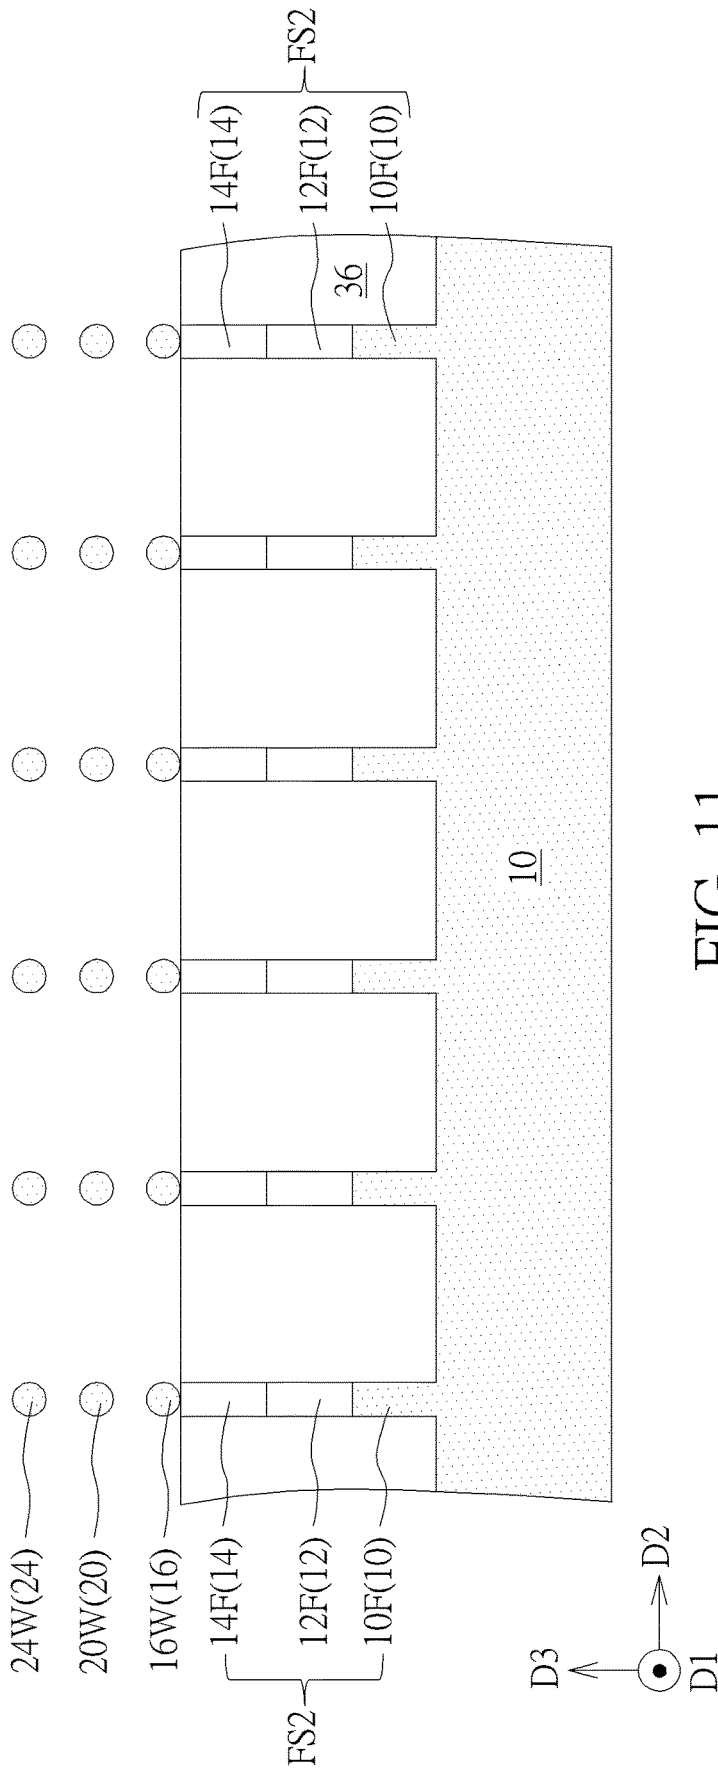 24W(24)
20W(20)
16W(16)
14F(14)
12F(12)
10F(10)
FS2
14F(14)
12F(12)
10F(10)
FS2
36
10
D3
D2
D1
FIG. 11